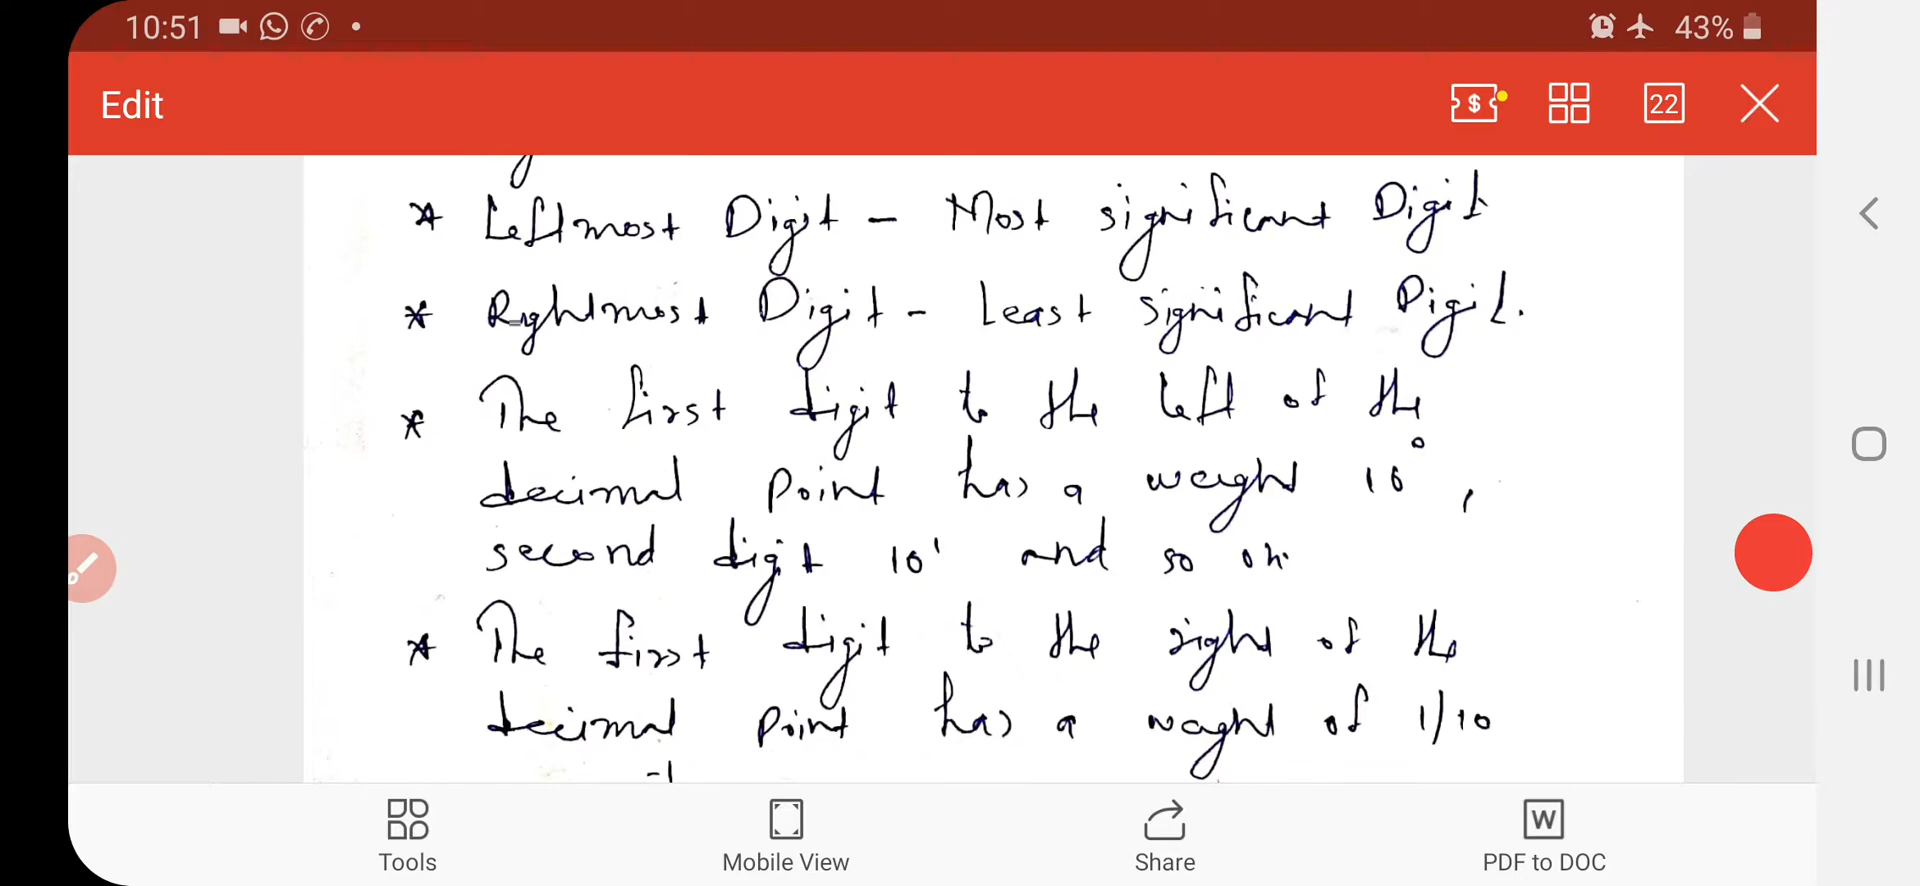 10:51
43%
Edit
$
22
* Leftmost Digit - Most significant Digit
* Rightmost Digit - Least significant Digit.
* The first digit to the left of the
decimal point has a weight 10⁰,
second digit 10¹ and so on
* The first digit to the right of the
decimal point has a weight of 1/10
-1
Tools
Mobile View
Share
W
PDF to DOC